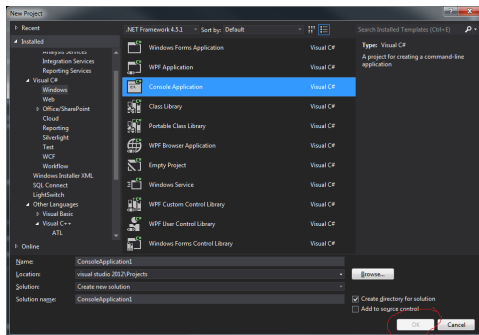 New Project
Recent
.NET Framework 4.5.1
Sort by: Default
Search Installed Templates (Ctrl+E)
Installed
Analysis Services
Integration Services
Reporting Services
Visual C#
Windows
Web
Office/SharePoint
Cloud
Reporting
Silverlight
Test
WCF
Workflow
Windows Installer XML
SQL Connect
LightSwitch
Other Languages
Visual Basic
Visual C++
ATL
Online
Windows Forms Application Visual C#
WPF Application Visual C#
Console Application Visual C#
Class Library Visual C#
Portable Class Library Visual C#
WPF Browser Application Visual C#
Empty Project Visual C#
Windows Service Visual C#
WPF Custom Control Library Visual C#
WPF User Control Library Visual C#
Windows Forms Control Library Visual C#
Type: Visual C#
A project for creating a command-line
application
Name: ConsoleApplication1
Location: visual studio 2012\Projects
Browse...
Solution: Create new solution
Solution name: ConsoleApplication1
Create directory for solution
Add to source control
OK
Cancel